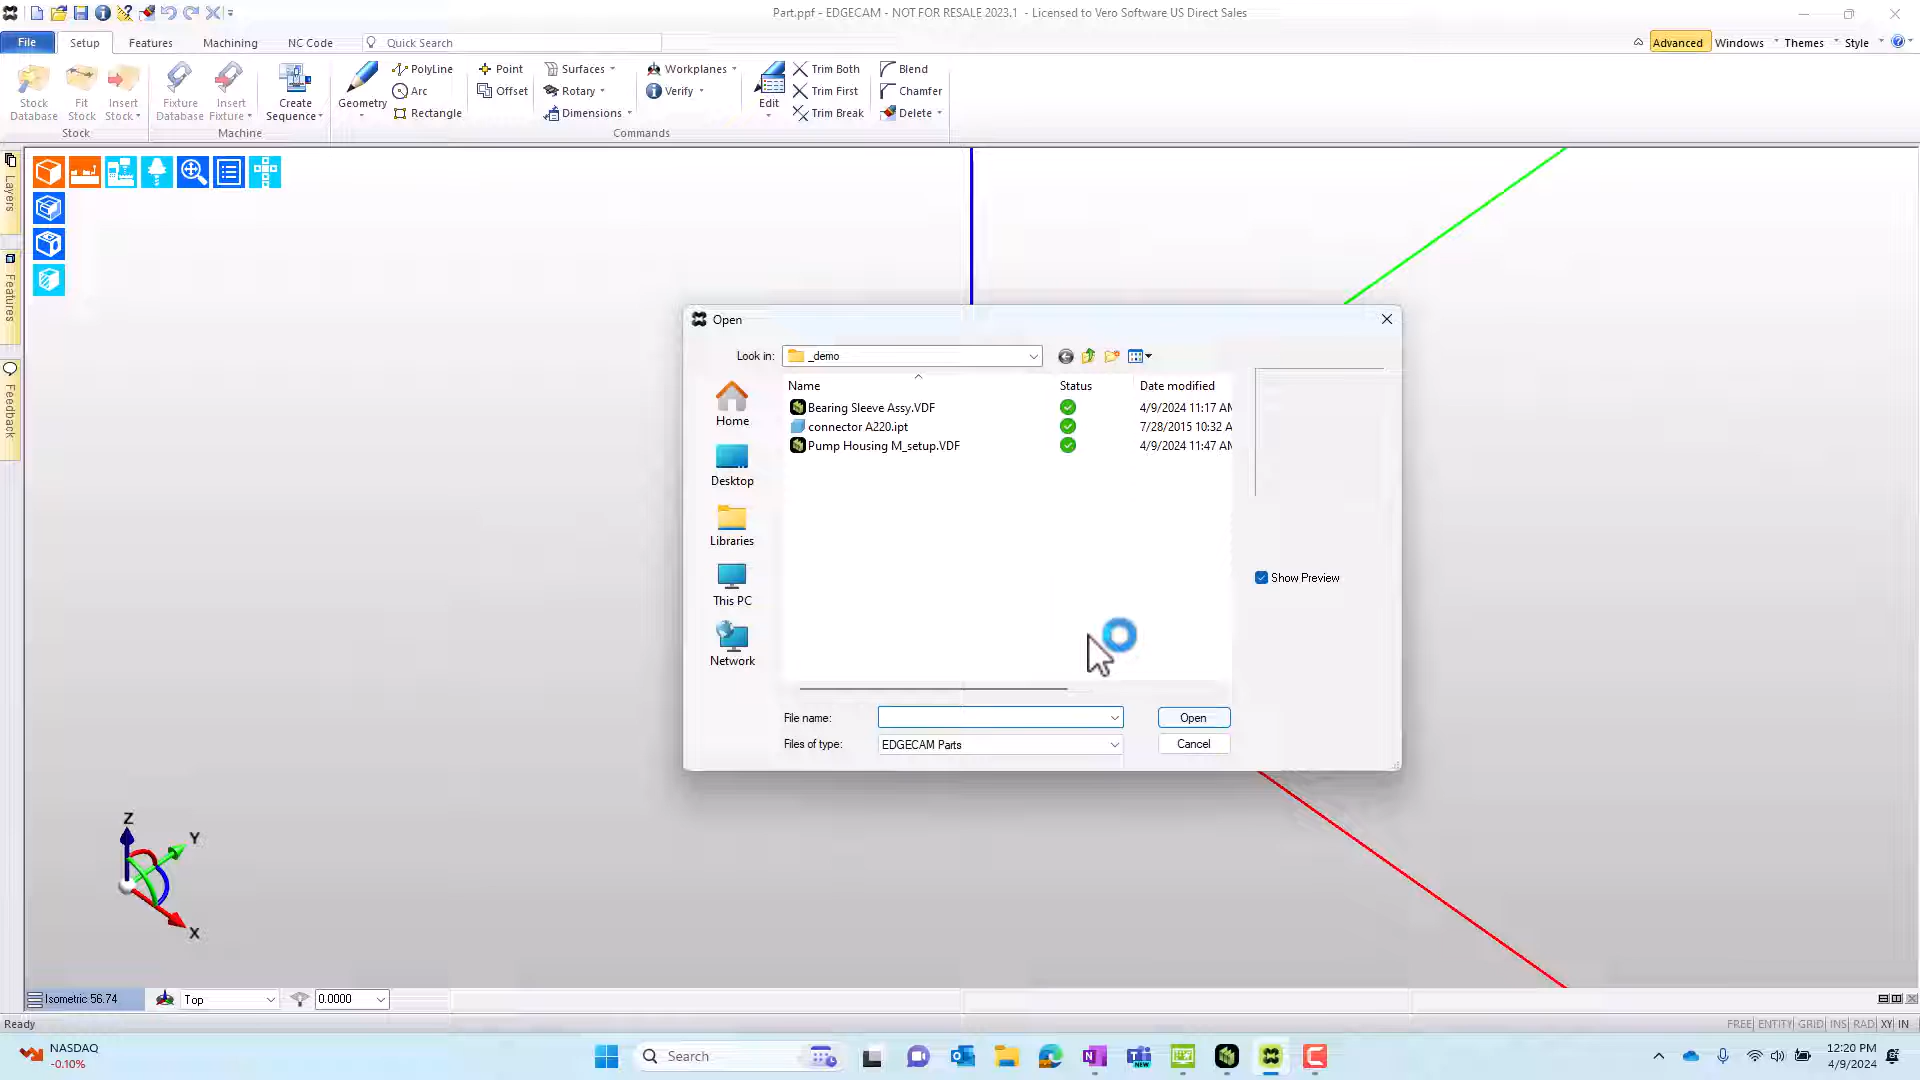 Part.ppf - EDGECAM - NOT FOR RESALE 2023.1 - Licensed to Vero Software US Direct Sales
File Setup Features Machining NC Code Quick Search Advanced Windows Themes Style
PolyLine Point Surfaces Workplanes Trim Both Blend
Arc Offset Rotary Verify Trim First Chamfer
Stock Database Fit Stock Insert Stock Fixture Database Insert Fixture Create Sequence Geometry Edit
Rectangle Dimensions Trim Break Delete
Stock Machine Commands
Layers
Features
Feedback
Open
Look in: _demo
Name Status Date modified
Bearing Sleeve Assy.VDF 4/9/2024 11:17 AM
connector A220.ipt 7/28/2015 10:32 A
Pump Housing M_setup.VDF 4/9/2024 11:47 AM
Home
Desktop
Libraries
This PC
Network
Show Preview
File name: Open
Files of type: EDGECAM Parts Cancel
Z
Y
X
Isometric 56.74 Top 0.0000
Ready FREE ENTITY GRID INS RAD XY IN
NASDAQ
-0.10%
Search
NEW
12:20 PM
4/9/2024